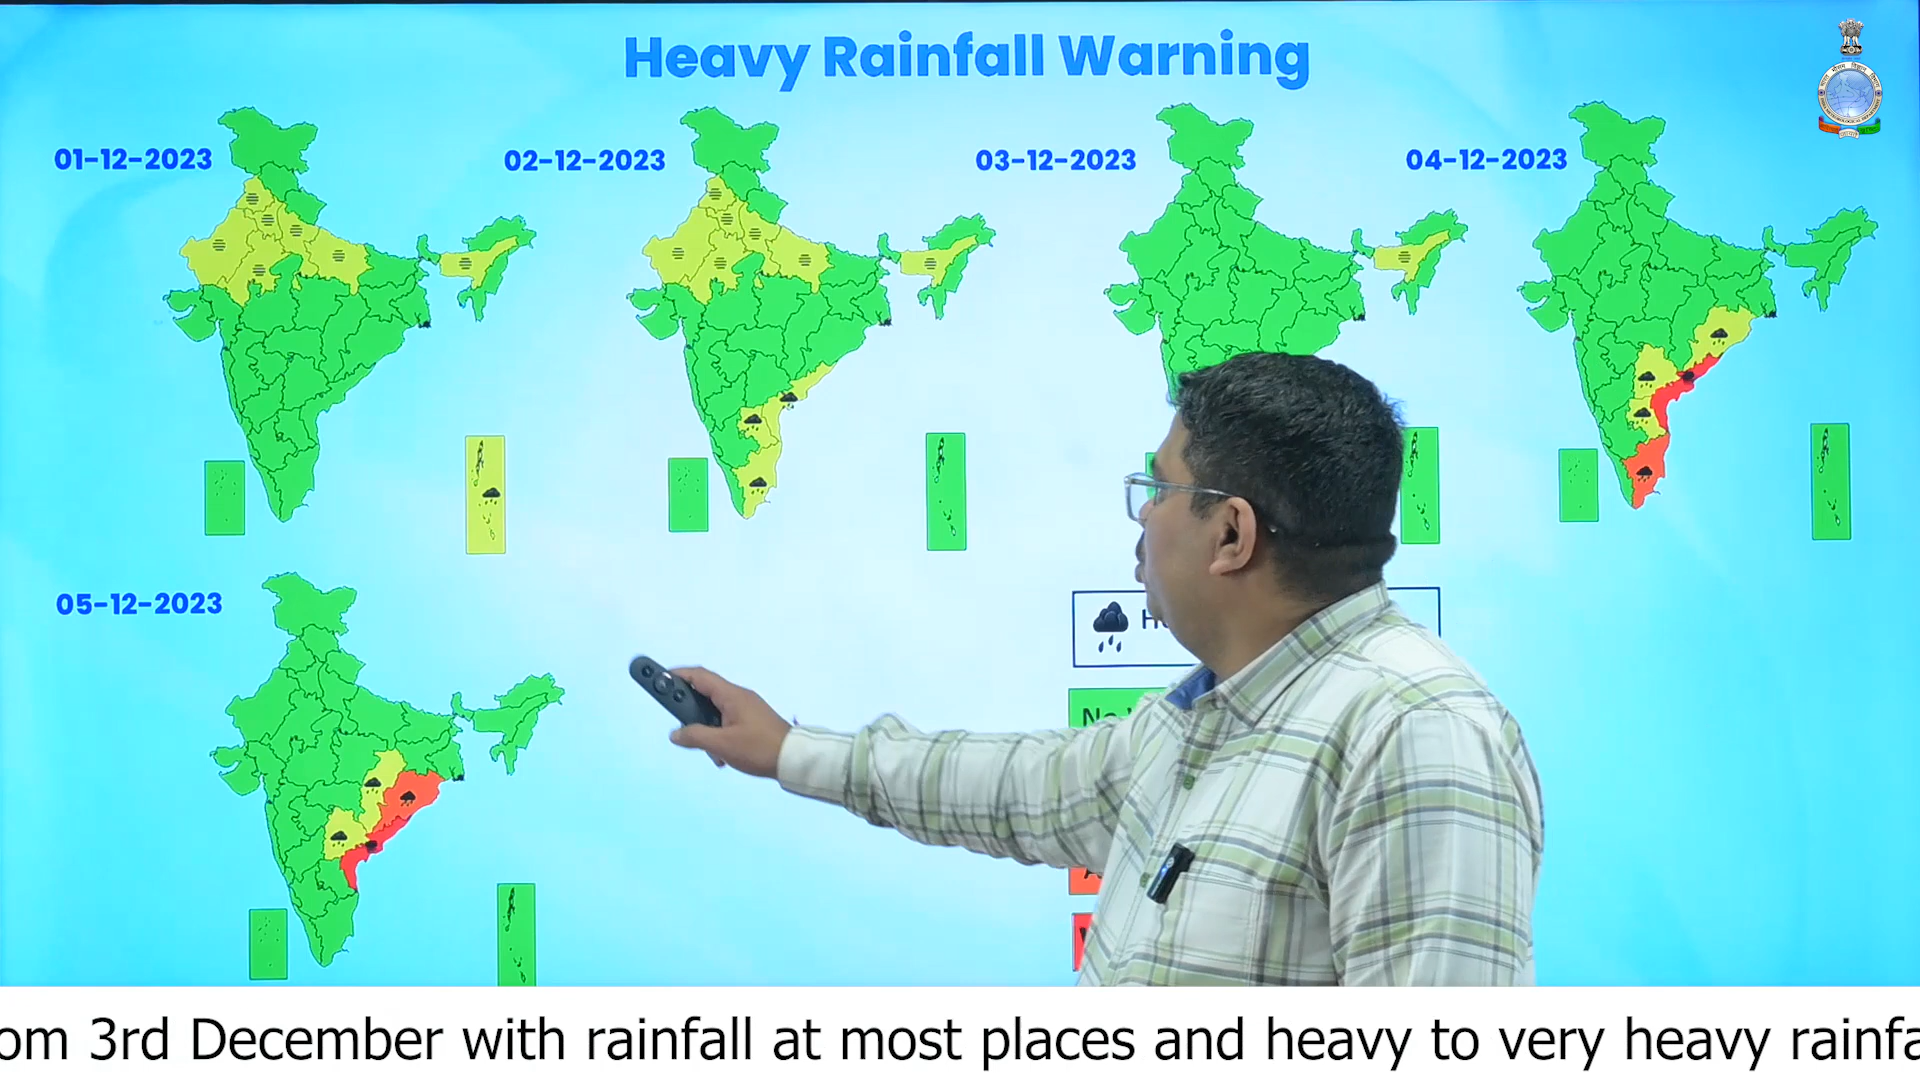 Heavy Rainfall Warning
01-12-2023
02-12-2023
03-12-2023
04-12-2023
05-12-2023
om 3rd December with rainfall at most places and heavy to very heavy rainfa